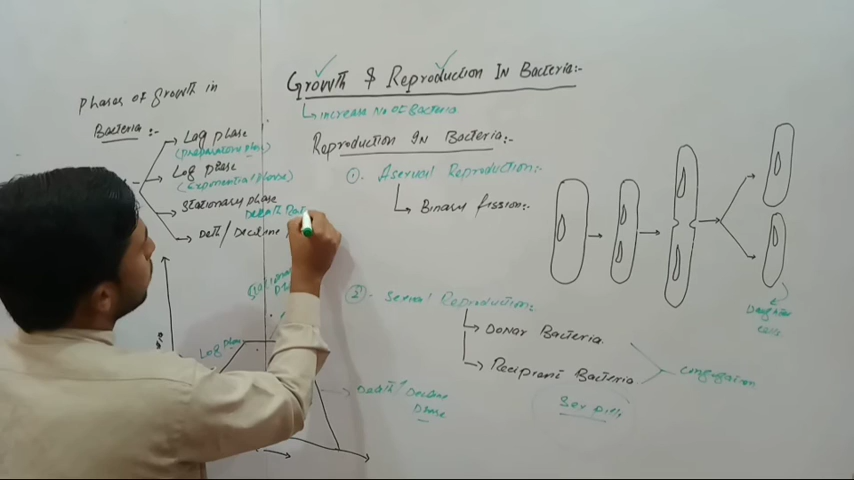 Phases of Growth in
Bacteria :-
Lag phase
(preparatory phase)
Log phase
(Exponential phase)
Stationary phase
Death
Deth/Decline
Log phase
Growth & Reproduction In Bacteria:-
Increase No of Bacteria
Reproduction In Bacteria:-
①. Asexual Reproduction:-
Binary fission:-
Daughter
cells.
②. Sexual Reproduction:
Donor Bacteria.
Recipient Bacteria
Conjugation
Sex pilli
Death/Decline
Phase